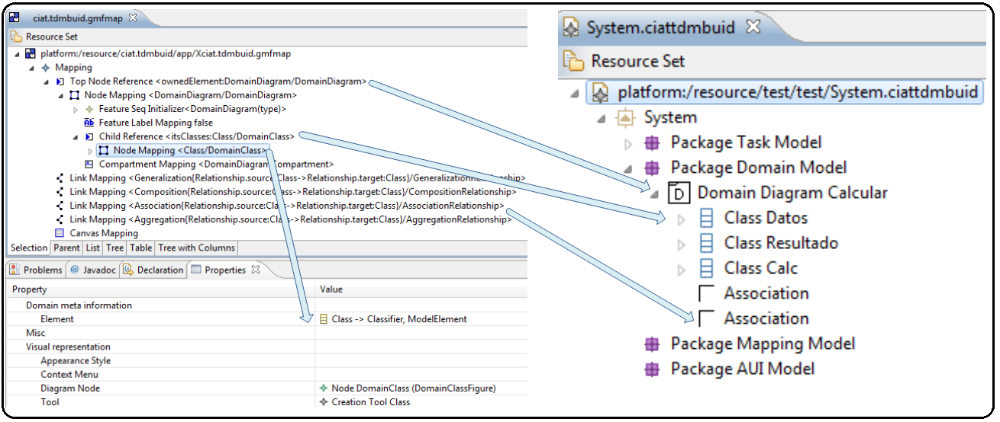 ciat.tdmbuid.gmfmap
Resource Set
platform:/resource/ciat.tdmbuid/app/Xciat.tdmbuid.gmfmap
Mapping
Top Node Reference <ownedElement:DomainDiagram/DomainDiagram>
Node Mapping <DomainDiagram/DomainDiagram>
Feature Seq Initializer<DomainDiagram(type)>
Feature Label Mapping false
Child Reference <itsClasses:Class/DomainClass>
Node Mapping <Class/DomainClass>
Compartment Mapping <DomainDiagramCompartment>
Link Mapping <Generalization{Relationship.source:Class->Relationship.target:Class}/GeneralizationRelationship>
Link Mapping <Composition{Relationship.source:Class->Relationship.target:Class}/CompositionRelationship>
Link Mapping <Association{Relationship.source:Class->Relationship.target:Class}/AssociationRelationship>
Link Mapping <Aggregation{Relationship.source:Class->Relationship.target:Class}/AggregationRelationship>
Canvas Mapping
Selection Parent List Tree Table Tree with Columns
Problems @ Javadoc Declaration Properties
Property Value
Domain meta information
Element Class -> Classifier, ModelElement
Misc
Visual representation
Appearance Style
Context Menu
Diagram Node Node DomainClass (DomainClassFigure)
Tool Creation Tool Class
System.ciattdmbuid
Resource Set
platform:/resource/test/test/System.ciattdmbuid
System
Package Task Model
Package Domain Model
D Domain Diagram Calcular
Class Datos
Class Resultado
Class Calc
Association
Association
Package Mapping Model
Package AUI Model